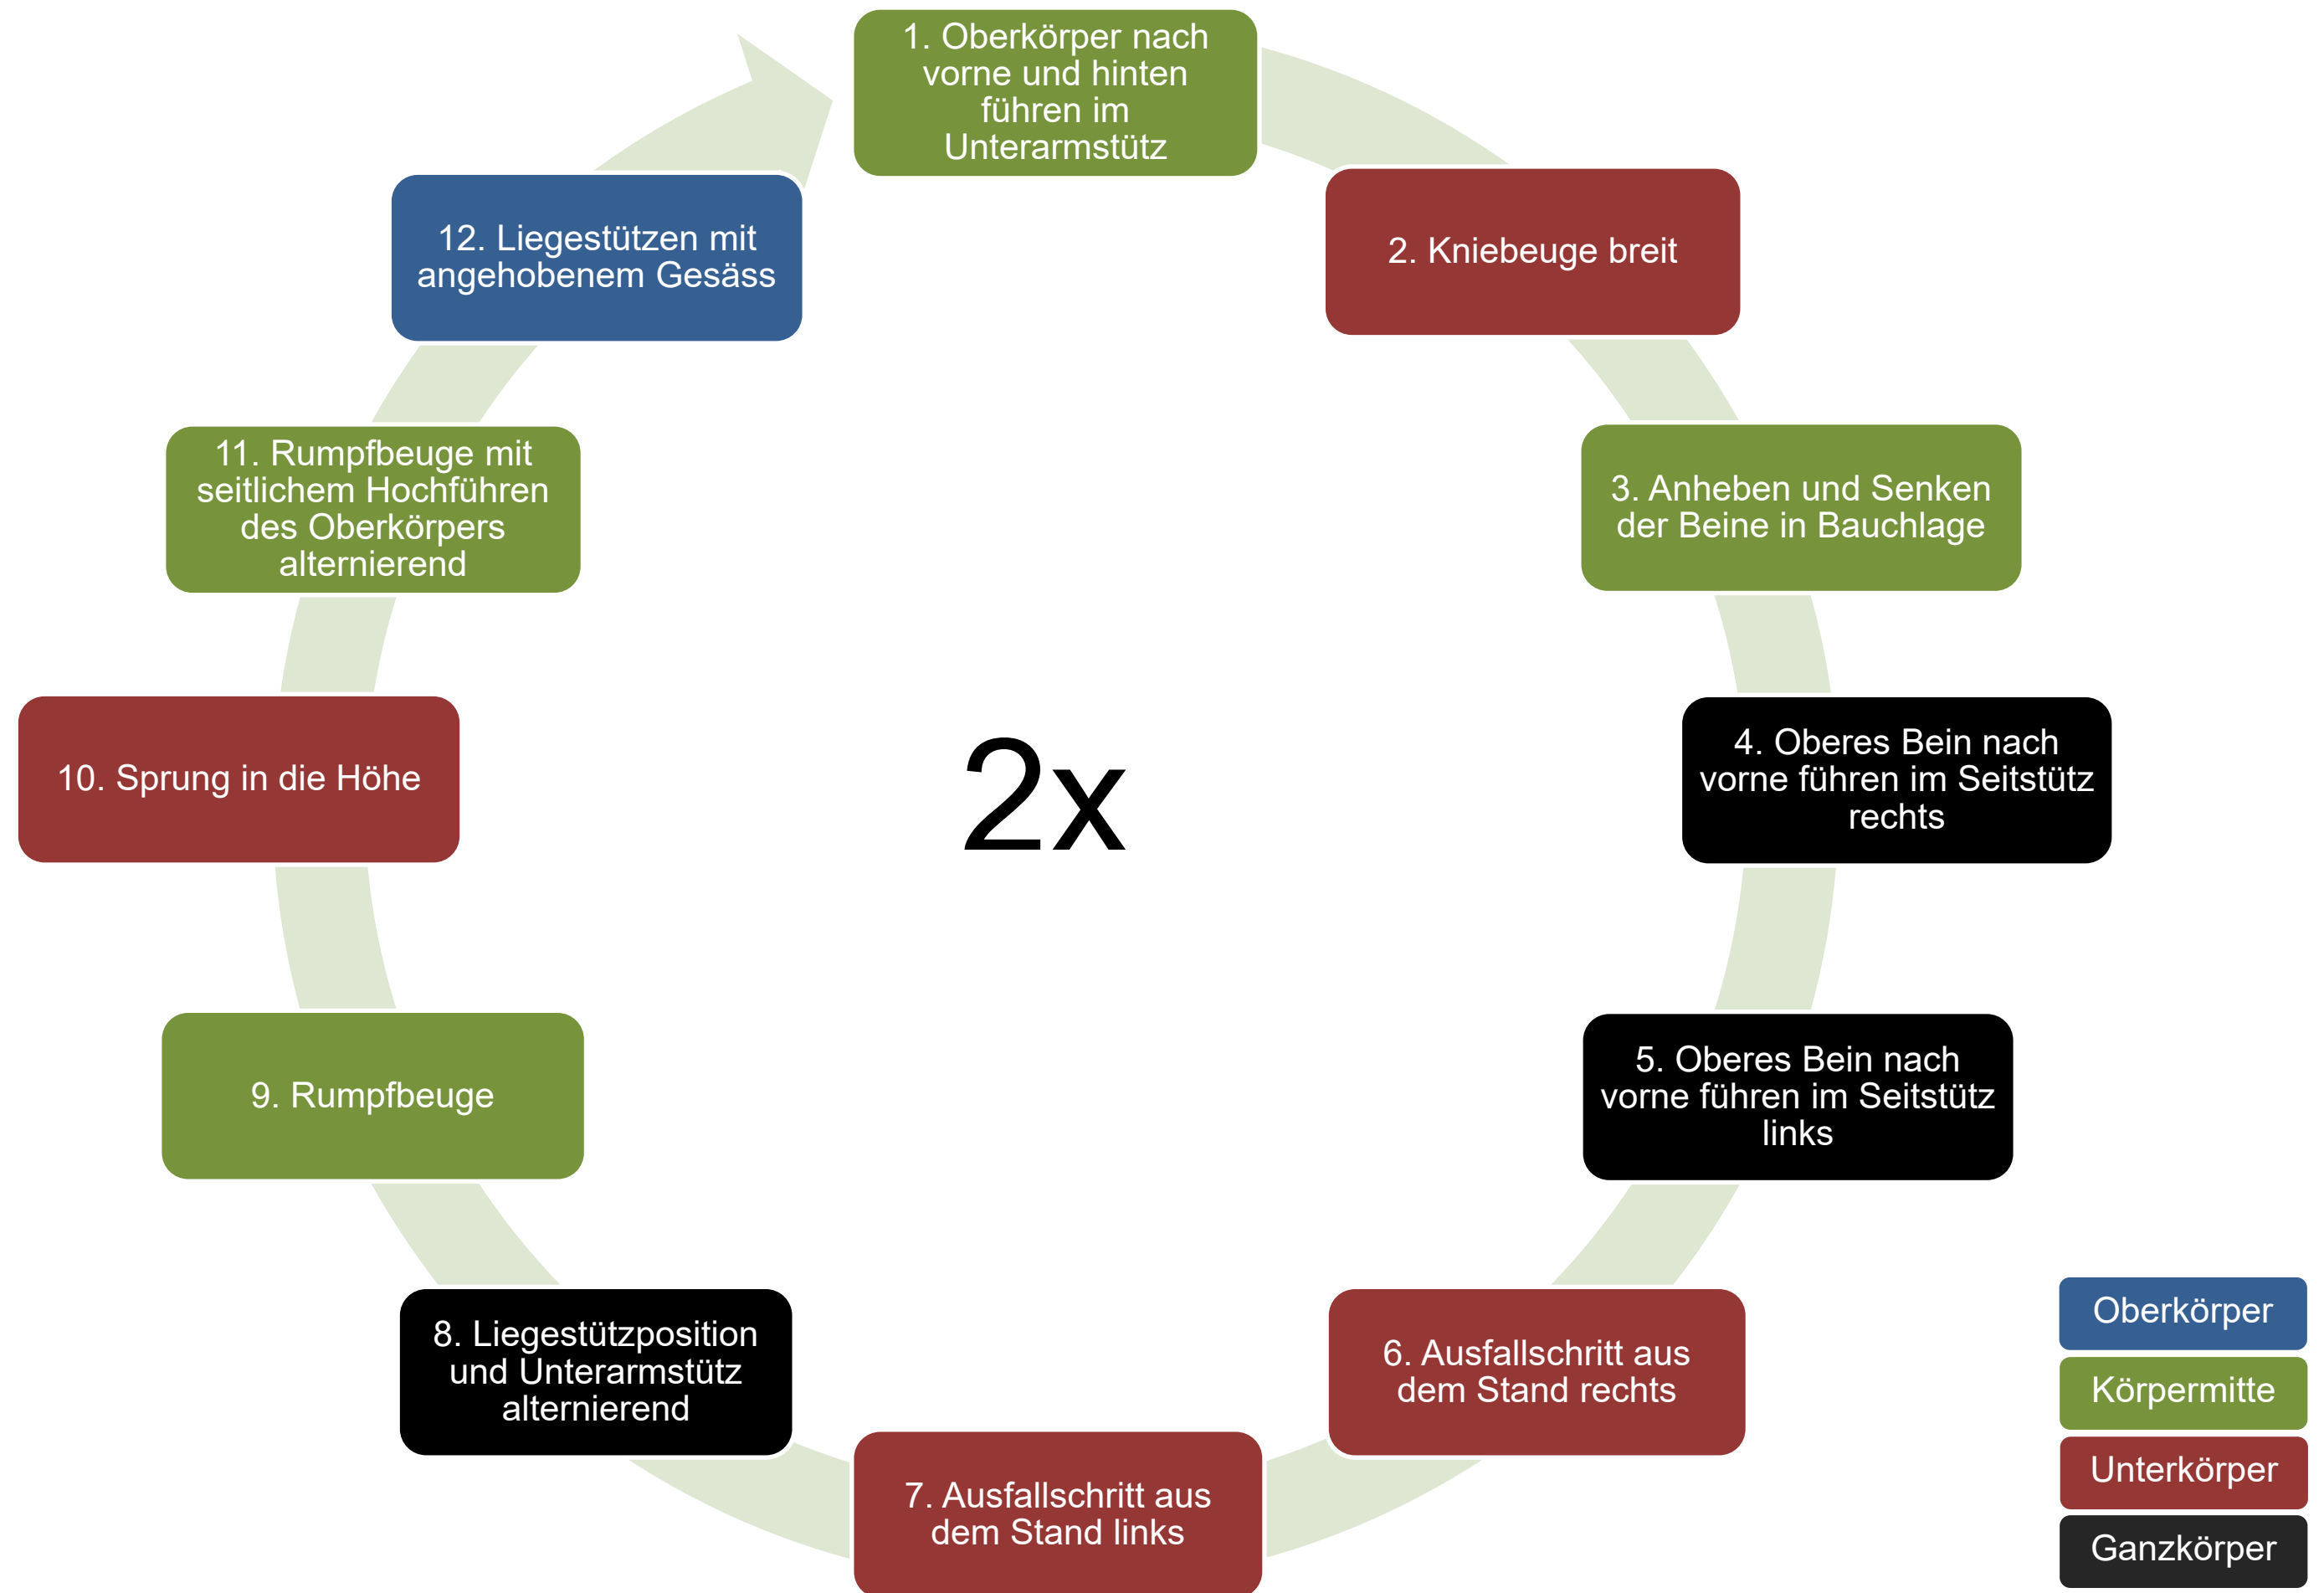 1. Oberkörper nach
vorne und hinten
führen im
Unterarmstütz
2. Kniebeuge breit
3. Anheben und Senken
der Beine in Bauchlage
4. Oberes Bein nach
vorne führen im Seitstütz
rechts
5. Oberes Bein nach
vorne führen im Seitstütz
links
6. Ausfallschritt aus
dem Stand rechts
7. Ausfallschritt aus
dem Stand links
8. Liegestützposition
und Unterarmstütz
alternierend
9. Rumpfbeuge
10. Sprung in die Höhe
11. Rumpfbeuge mit
seitlichem Hochführen
des Oberkörpers
alternierend
12. Liegestützen mit
angehobenem Gesäss
2x
Oberkörper
Körpermitte
Unterkörper
Ganzkörper